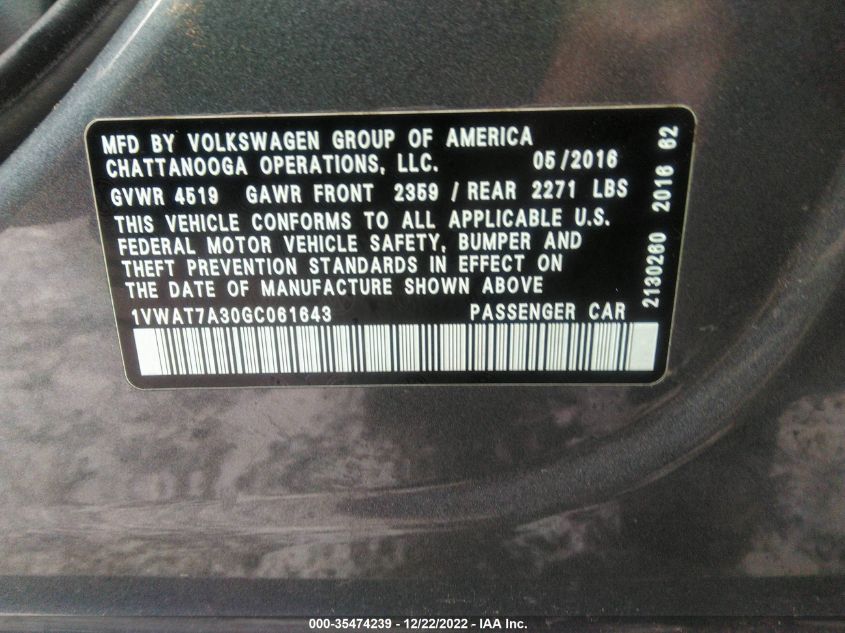 MFD BY VOLKSWAGEN GROUP OF AMERICA
CHATTANOOGA OPERATIONS, LLC. 05/2016
GVWR 4519 GAWR FRONT 2359 / REAR 2271 LBS
THIS VEHICLE CONFORMS TO ALL APPLICABLE U.S.
FEDERAL MOTOR VEHICLE SAFETY, BUMPER AND
THEFT PREVENTION STANDARDS IN EFFECT ON
THE DATE OF MANUFACTURE SHOWN ABOVE
1VWAT7A30GC061643 PASSENGER CAR
2130260 2016 62
000-35474239 - 12/22/2022 - IAA Inc.